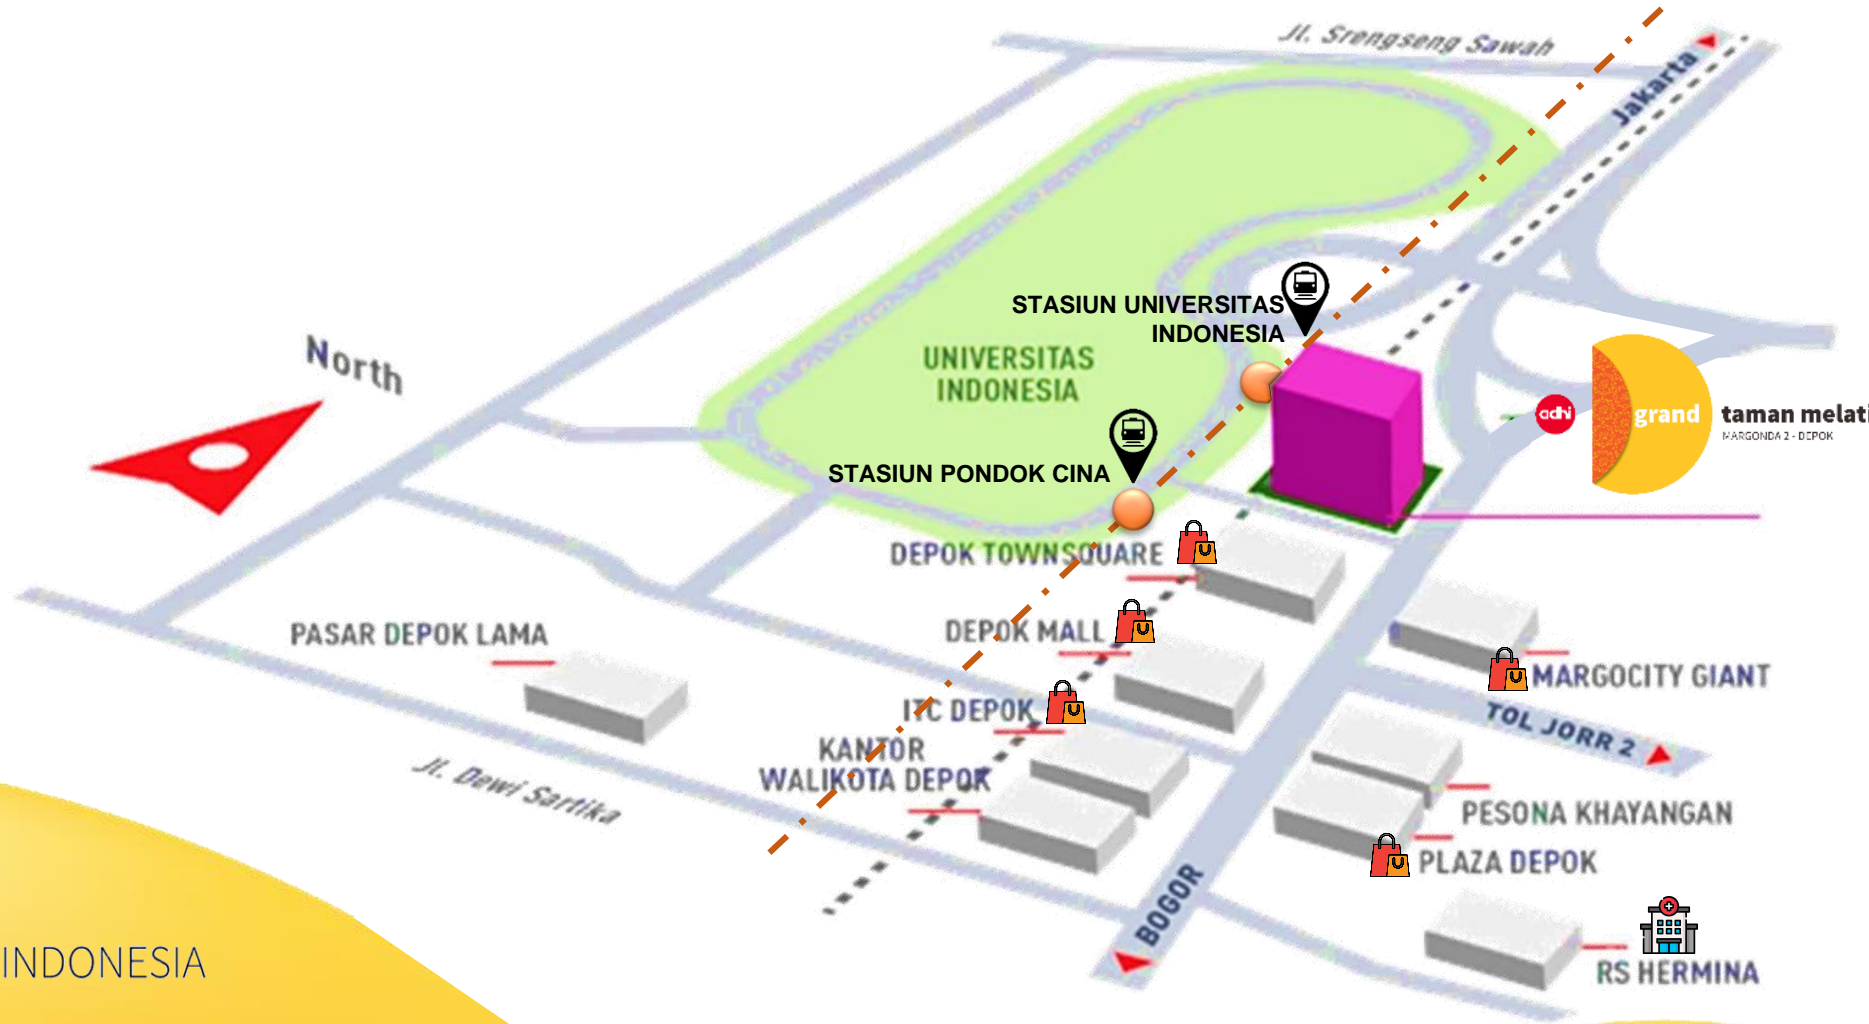 Jl. Srengseng Sawah
Jakarta
STASIUN UNIVERSITAS
INDONESIA
North
UNIVERSITAS
INDONESIA
adhi
grand
taman melati
MARGONDA 2 - DEPOK
STASIUN PONDOK CINA
DEPOK TOWNSQUARE
PASAR DEPOK LAMA
DEPOK MALL
MARGOCITY GIANT
ITC DEPOK
TOL JORR 2
KANTOR
WALIKOTA DEPOK
Jl. Dewi Sartika
PESONA KHAYANGAN
PLAZA DEPOK
BOGOR
INDONESIA
RS HERMINA